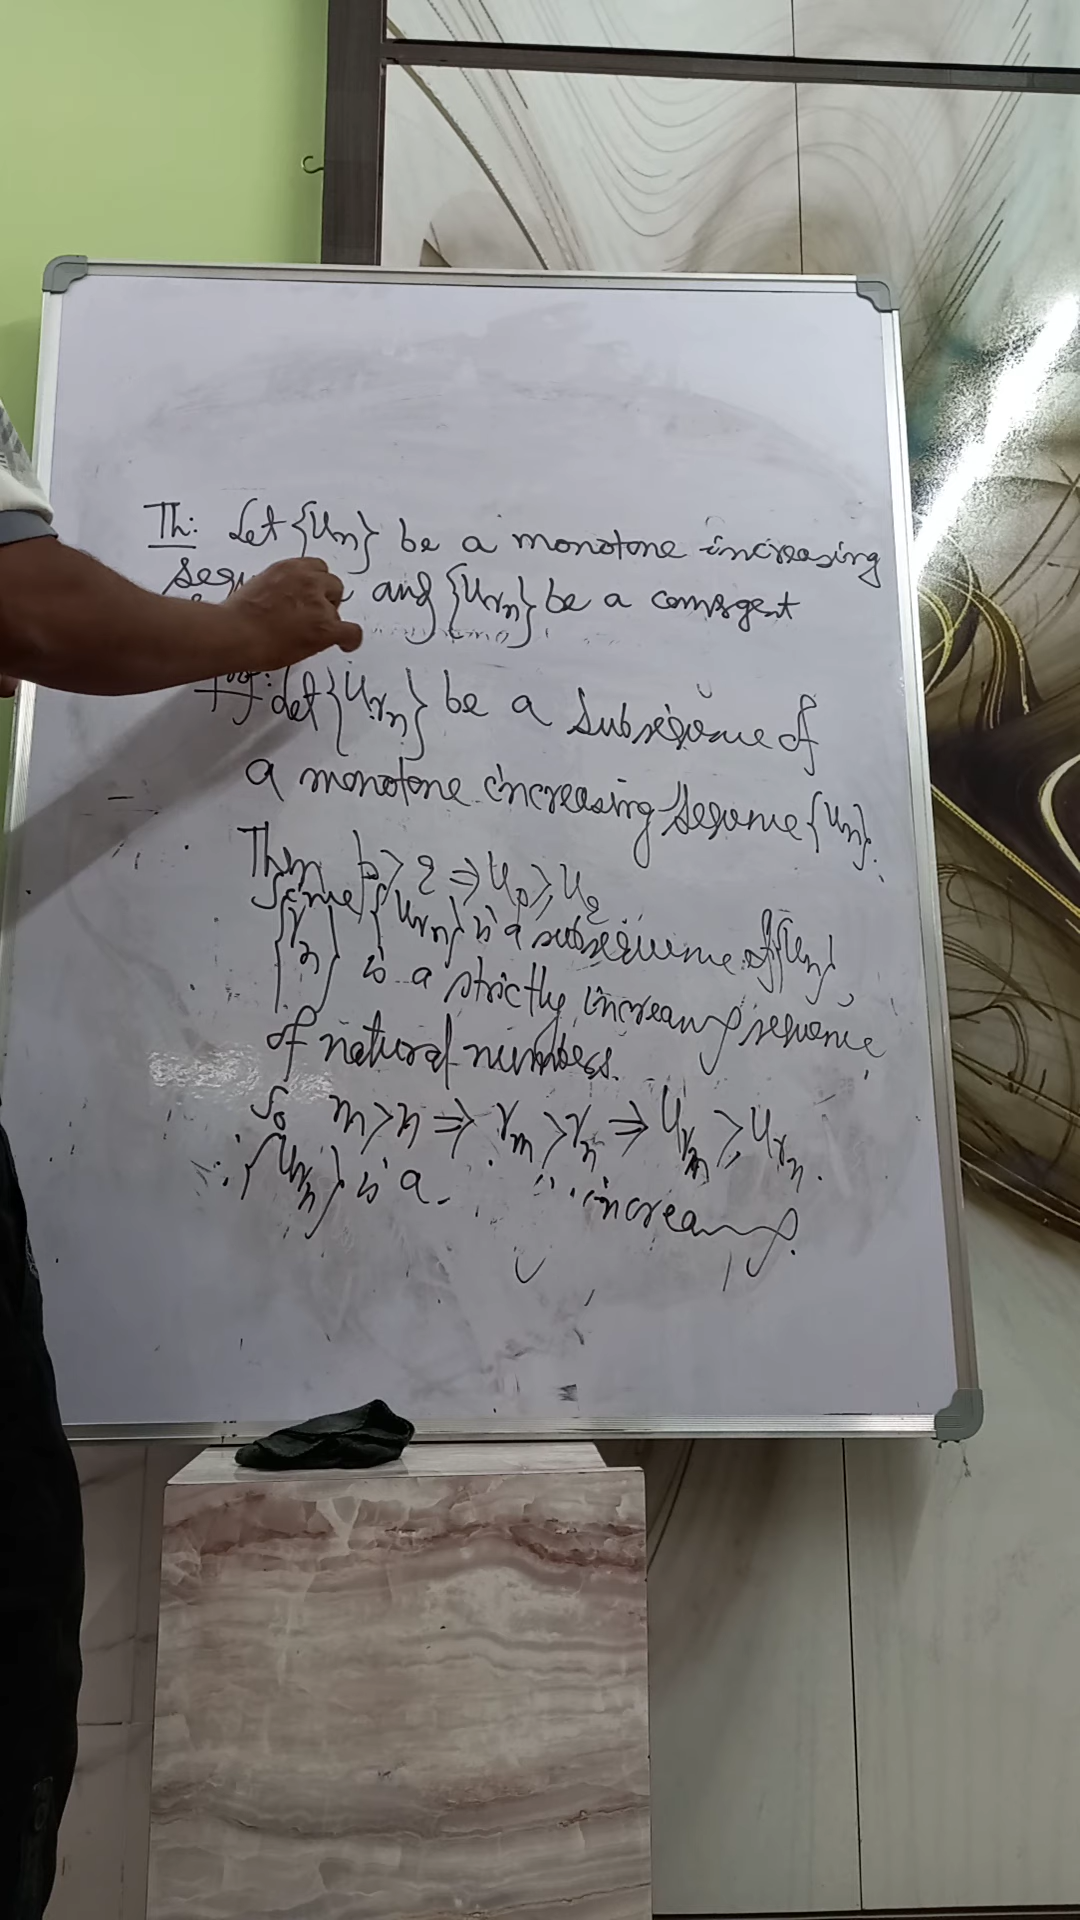 Th: Let {Un} be a monotone increasing
and {Urn} be a
Let {Urn} be a Subsequence of
a monotone increasing sequence {Un}.
Then p > q ⇒ Up ≥ Uq
Since {Urn} is a subsequence of {Un},
{rn} is a strictly increasing sequence
of natural numbers.
So m > n ⇒ rm > rn ⇒ Urm ≥ Urn.
∴ {Urn} is a increasing.